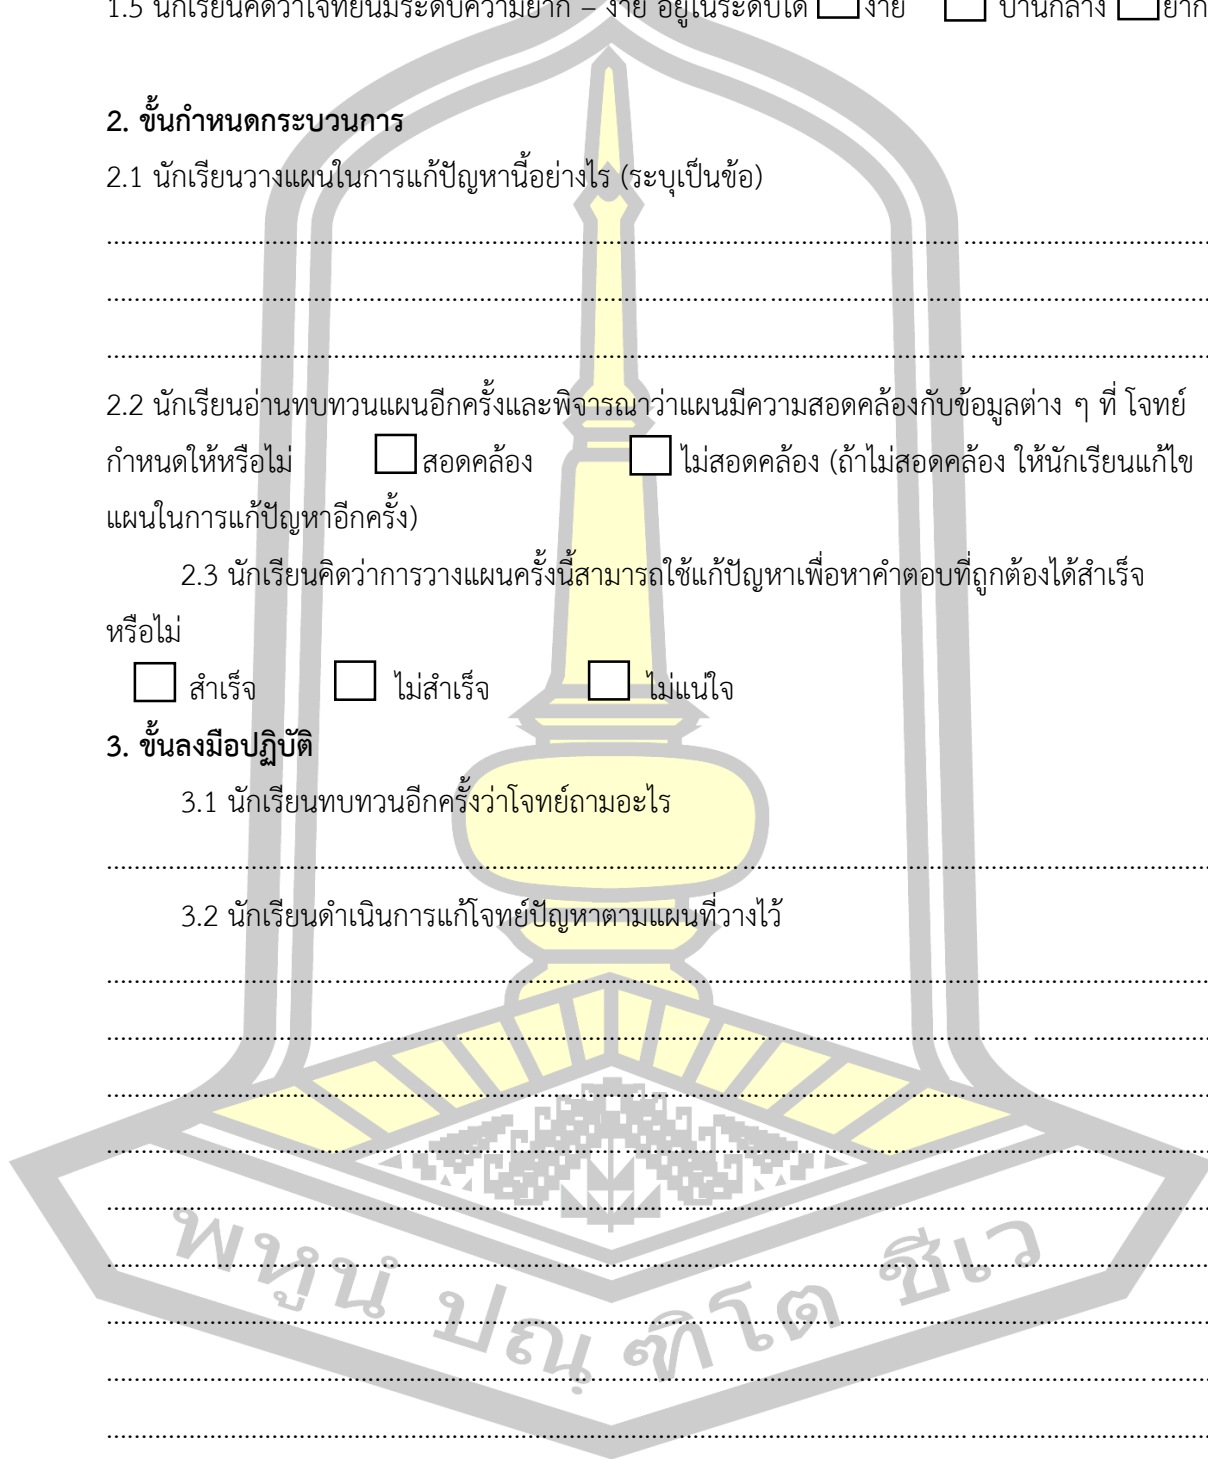 1.5 นักเรียนคิดว่าโจทย์นี้มีระดับความยาก – ง่าย อยู่ในระดับใด ง่าย ปานกลาง ยาก
2. ขั้นกำหนดกระบวนการ
2.1 นักเรียนวางแผนในการแก้ปัญหานี้อย่างไร (ระบุเป็นข้อ)
2.2 นักเรียนอ่านทบทวนแผนอีกครั้งและพิจารณาว่าแผนมีความสอดคล้องกับข้อมูลต่าง ๆ ที่ โจทย์
กำหนดให้หรือไม่ สอดคล้อง ไม่สอดคล้อง (ถ้าไม่สอดคล้อง ให้นักเรียนแก้ไข
แผนในการแก้ปัญหาอีกครั้ง)
2.3 นักเรียนคิดว่าการวางแผนครั้งนี้สามารถใช้แก้ปัญหาเพื่อหาคำตอบที่ถูกต้องได้สำเร็จ
หรือไม่
สำเร็จ ไม่สำเร็จ ไม่แน่ใจ
3. ขั้นลงมือปฏิบัติ
3.1 นักเรียนทบทวนอีกครั้งว่าโจทย์ถามอะไร
3.2 นักเรียนดำเนินการแก้โจทย์ปัญหาตามแผนที่วางไว้
พหูนํ ปณฺฑิโต ชีเว